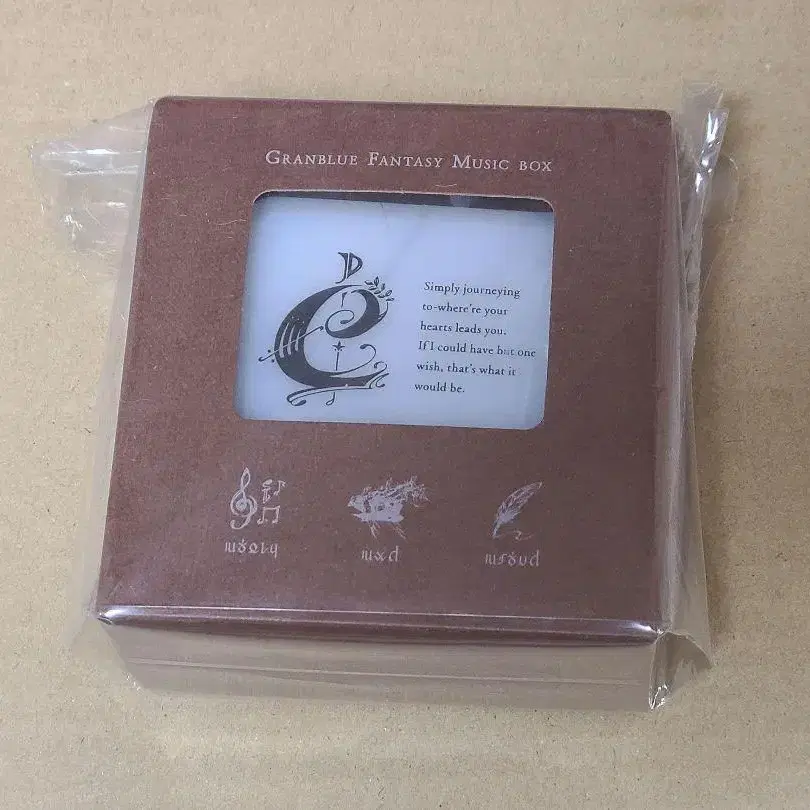 GRANBLUE FANTASY MUSIC BOX
Simply journeying
to-where're your
hearts leads you.
If I could have but one
wish, that's what it
would be.